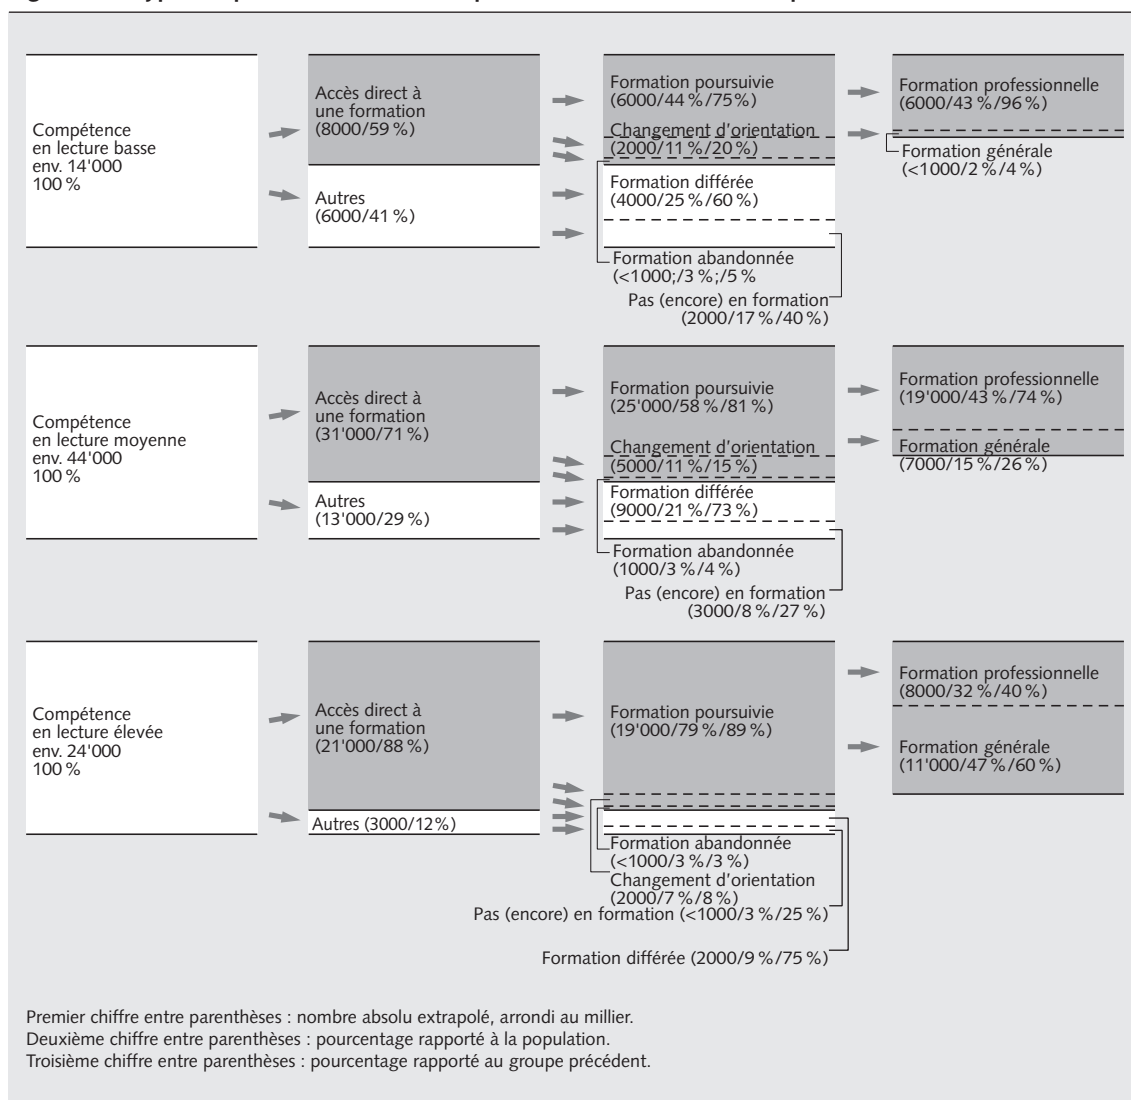 Compétence
en lecture basse
env. 14'000
100 %
Accès direct à
une formation
(8000/59 %)
Autres
(6000/41 %)
Formation poursuivie
(6000/44 %/75 %)
Changement d'orientation
(2000/11 %/20 %)
Formation différée
(4000/25 %/60 %)
Formation abandonnée
(<1000;/3 %;/5 %
Pas (encore) en formation
(2000/17 %/40 %)
Formation professionnelle
(6000/43 %/96 %)
Formation générale
(<1000/2 %/4 %)
Compétence
en lecture moyenne
env. 44'000
100 %
Accès direct à
une formation
(31'000/71 %)
Autres
(13'000/29 %)
Formation poursuivie
(25'000/58 %/81 %)
Changement d'orientation
(5000/11 %/15 %)
Formation différée
(9000/21 %/73 %)
Formation abandonnée
(1000/3 %/4 %)
Pas (encore) en formation
(3000/8 %/27 %)
Formation professionnelle
(19'000/43 %/74 %)
Formation générale
(7000/15 %/26 %)
Compétence
en lecture élevée
env. 24'000
100 %
Accès direct à
une formation
(21'000/88 %)
Autres (3000/12%)
Formation poursuivie
(19'000/79 %/89 %)
Formation abandonnée
(<1000/3 %/3 %)
Changement d'orientation
(2000/7 %/8 %)
Pas (encore) en formation (<1000/3 %/25 %)
Formation différée (2000/9 %/75 %)
Formation professionnelle
(8000/32 %/40 %)
Formation générale
(11'000/47 %/60 %)
Premier chiffre entre parenthèses : nombre absolu extrapolé, arrondi au millier.
Deuxième chiffre entre parenthèses : pourcentage rapporté à la population.
Troisième chiffre entre parenthèses : pourcentage rapporté au groupe précédent.